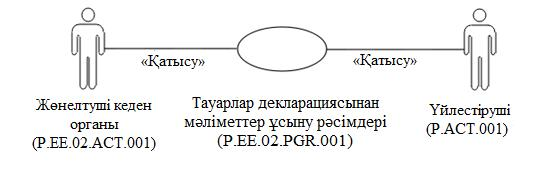 «Қатысу»
«Қатысу»
Жөнелтуші кеден
органы
(P.EE.02.ACT.001)
Тауарлар декларациясынан
мәліметтер ұсыну рәсімдері
(P.EE.02.PGR.001)
Үйлестіруші
(P.ACT.001)